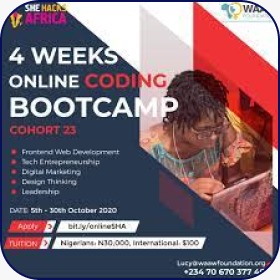 SHE HACKS
AFRICA
WAAW
FOUNDATION
4 WEEKS
ONLINE CODING
BOOTCAMP
COHORT 23
Frontend Web Development
Tech Entrepreneurship
Digital Marketing
Design Thinking
Leadership
DATE: 5th - 30th October 2020
Apply bit.ly/onlineSHA
TUITION Nigerians: N30,000, International: $100
Lucy@waawfoundation.org
+234 70 670 377 4